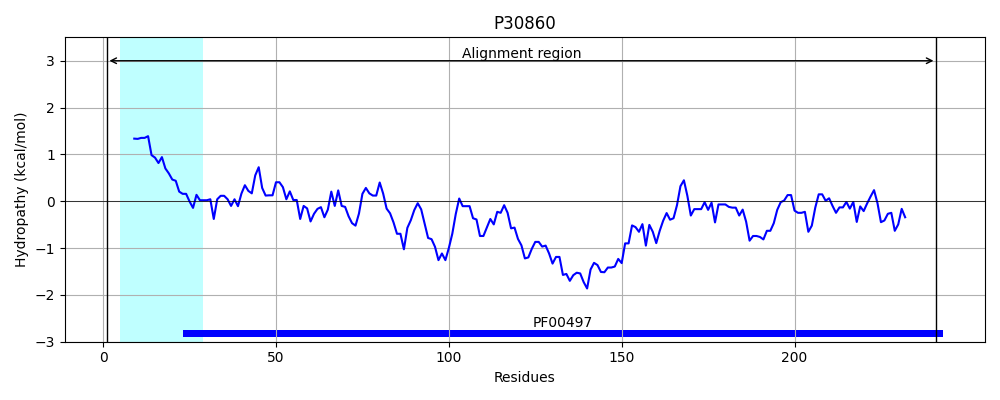 P30860
Alignment region
3
2
1
0
−1
−2
−3
Hydropathy (kcal/mol)
PF00497
0 50 100 150 200
Residues